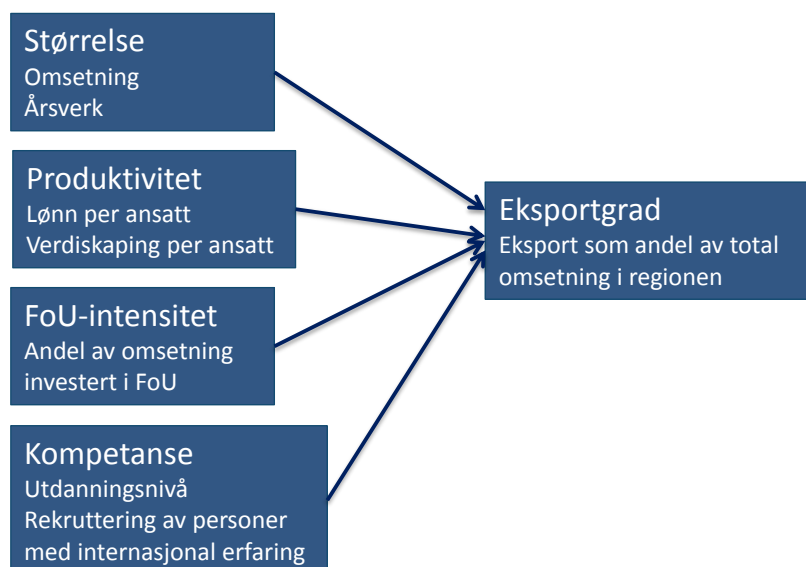 Størrelse
Omsetning
Årsverk
Produktivitet
Lønn per ansatt
Verdiskaping per ansatt
FoU-intensitet
Andel av omsetning
investert i FoU
Kompetanse
Utdanningsnivå
Rekruttering av personer
med internasjonal erfaring
Eksportgrad
Eksport som andel av total
omsetning i regionen